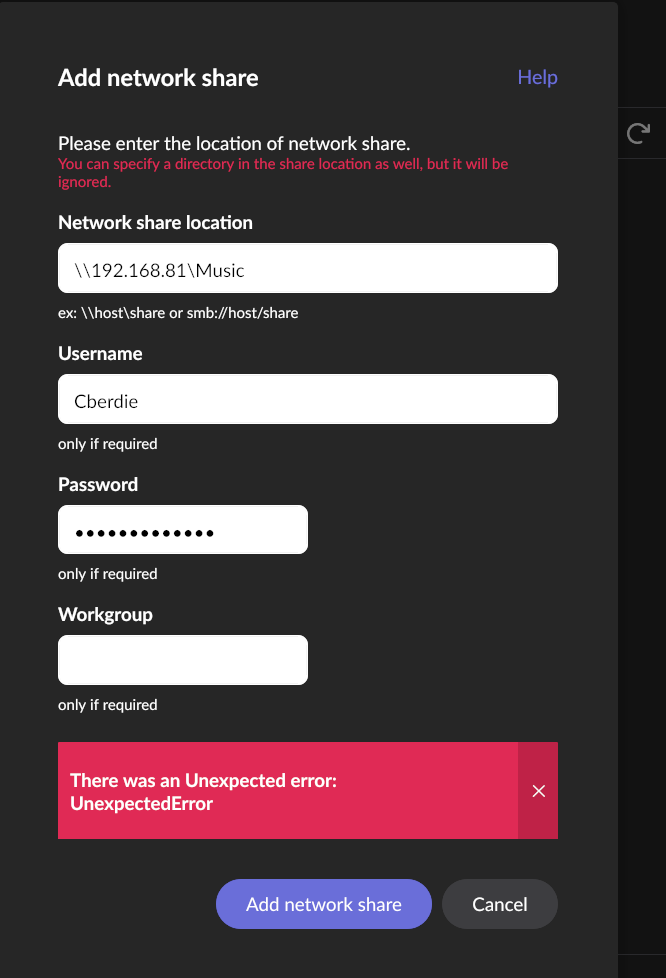 Add network share
Help
Please enter the location of network share.
You can specify a directory in the share location as well, but it will be
ignored.
Network share location
\\192.168.81\Music
ex: \\host\share or smb://host/share
Username
Cberdie
only if required
Password
•••••••••••••
only if required
Workgroup
only if required
There was an Unexpected error:
UnexpectedError
Add network share
Cancel